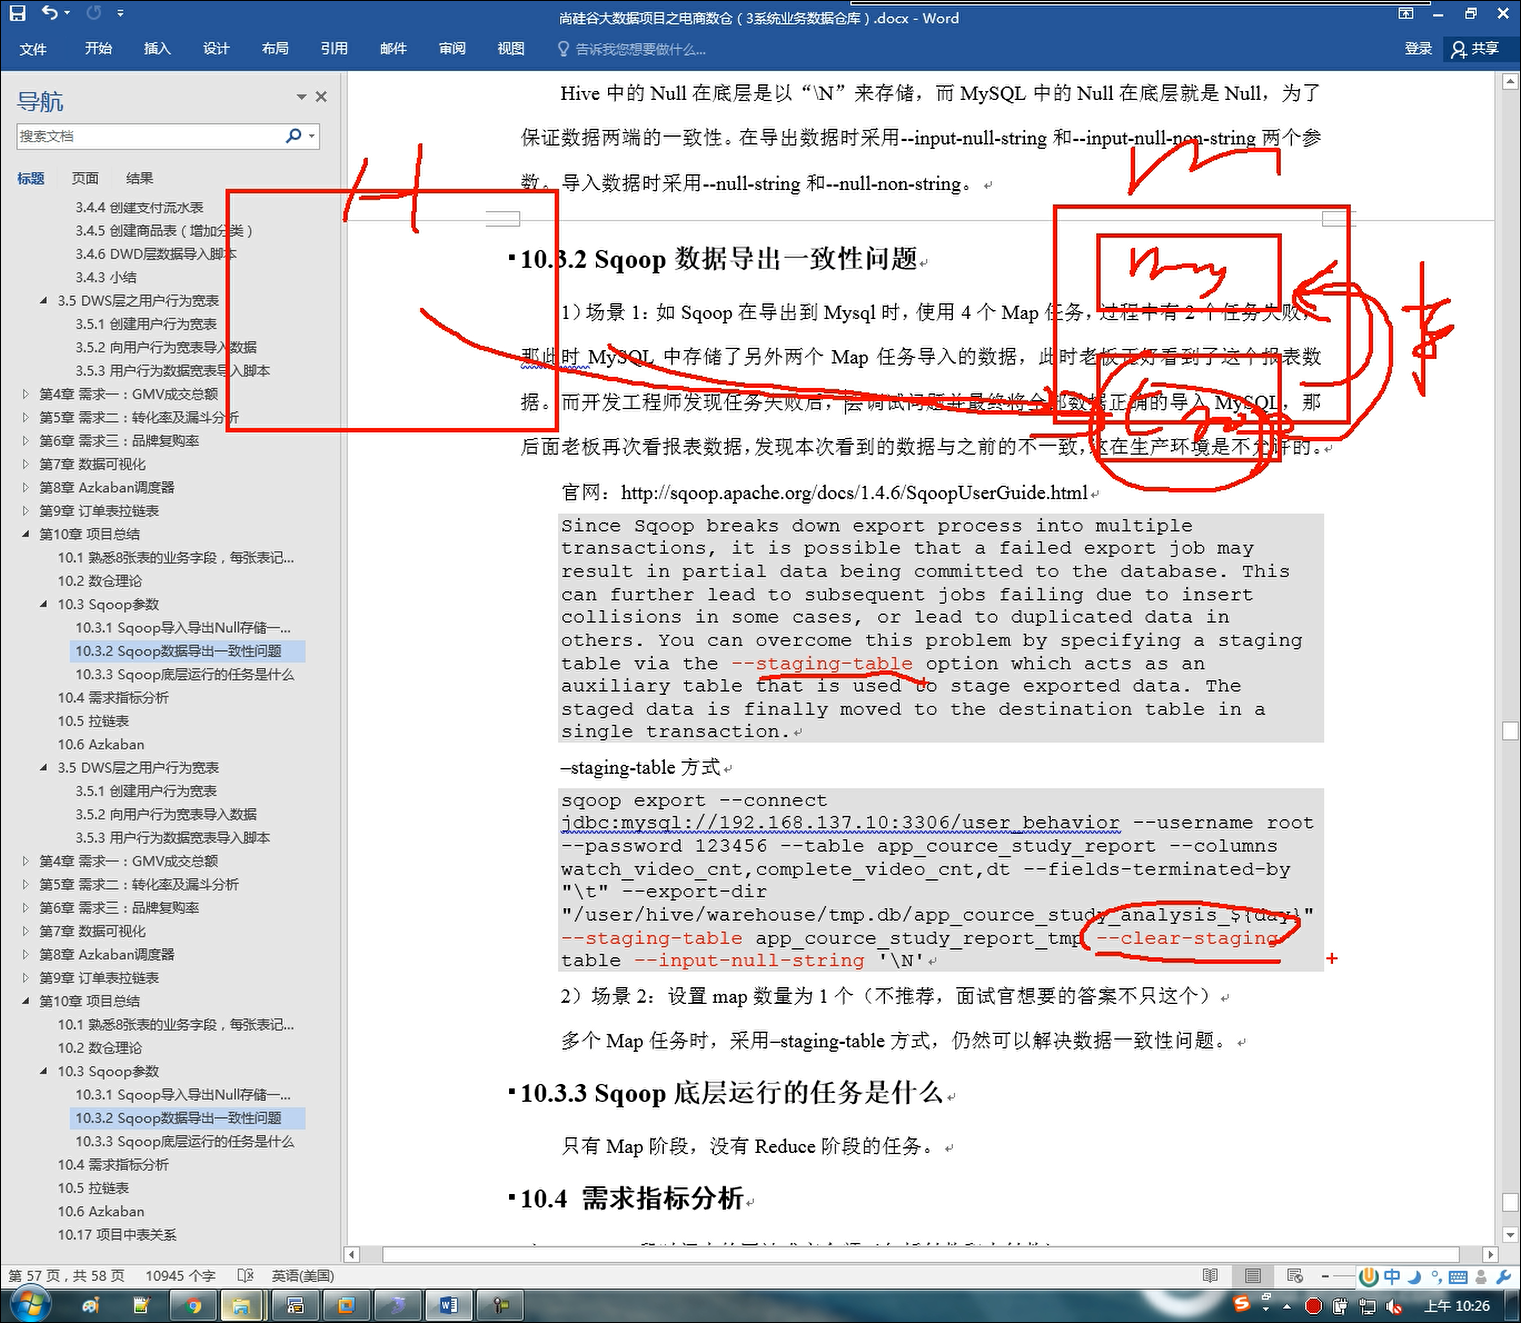 尚硅谷大数据项目之电商数仓（3系统业务数据仓库）.docx - Word
文件 开始 插入 设计 布局 引用 邮件 审阅 视图 告诉我您想要做什么... 登录 共享
导航
搜索文档
标题 页面 结果
3.4.4 创建支付流水表
3.4.5 创建商品表（增加分类）
3.4.6 DWD层数据导入脚本
3.4.3 小结
3.5 DWS层之用户行为宽表
3.5.1 创建用户行为宽表
3.5.2 向用户行为宽表导入数据
3.5.3 用户行为数据宽表导入脚本
第4章 需求一：GMV成交总额
第5章 需求二：转化率及漏斗分析
第6章 需求三：品牌复购率
第7章 数据可视化
第8章 Azkaban调度器
第9章 订单表拉链表
第10章 项目总结
10.1 熟悉8张表的业务字段，每张表记...
10.2 数仓理论
10.3 Sqoop参数
10.3.1 Sqoop导入导出Null存储一...
10.3.2 Sqoop数据导出一致性问题
10.3.3 Sqoop底层运行的任务是什么
10.4 需求指标分析
10.5 拉链表
10.6 Azkaban
3.5 DWS层之用户行为宽表
3.5.1 创建用户行为宽表
3.5.2 向用户行为宽表导入数据
3.5.3 用户行为数据宽表导入脚本
第4章 需求一：GMV成交总额
第5章 需求二：转化率及漏斗分析
第6章 需求三：品牌复购率
第7章 数据可视化
第8章 Azkaban调度器
第9章 订单表拉链表
第10章 项目总结
10.1 熟悉8张表的业务字段，每张表记...
10.2 数仓理论
10.3 Sqoop参数
10.3.1 Sqoop导入导出Null存储一...
10.3.2 Sqoop数据导出一致性问题
10.3.3 Sqoop底层运行的任务是什么
10.4 需求指标分析
10.5 拉链表
10.6 Azkaban
10.17 项目中表关系
Hive 中的 Null 在底层是以“\N”来存储，而 MySQL 中的 Null 在底层就是 Null，为了
保证数据两端的一致性。在导出数据时采用--input-null-string 和--input-null-non-string 两个参
数。导入数据时采用--null-string 和--null-non-string。
H
10.3.2 Sqoop 数据导出一致性问题
1）场景 1：如 Sqoop 在导出到 Mysql 时，使用 4 个 Map 任务，过程中有 2 个任务失败，
那此时 MySQL 中存储了另外两个 Map 任务导入的数据，此时老板正好看到了这个报表数
据。而开发工程师发现任务失败后，会调试问题并最终将全部数据正确的导入 MySQL，那
后面老板再次看报表数据，发现本次看到的数据与之前的不一致，这在生产环境是不允许的。
官网：http://sqoop.apache.org/docs/1.4.6/SqoopUserGuide.html
Since Sqoop breaks down export process into multiple
transactions, it is possible that a failed export job may
result in partial data being committed to the database. This
can further lead to subsequent jobs failing due to insert
collisions in some cases, or lead to duplicated data in
others. You can overcome this problem by specifying a staging
table via the --staging-table option which acts as an
auxiliary table that is used to stage exported data. The
staged data is finally moved to the destination table in a
single transaction.
–staging-table 方式
sqoop export --connect
jdbc:mysql://192.168.137.10:3306/user_behavior --username root
--password 123456 --table app_cource_study_report --columns
watch_video_cnt,complete_video_cnt,dt --fields-terminated-by
"\t" --export-dir
"/user/hive/warehouse/tmp.db/app_cource_study_analysis_${day}"
--staging-table app_cource_study_report_tmp --clear-staging
table --input-null-string '\N'
2）场景 2：设置 map 数量为 1 个（不推荐，面试官想要的答案不只这个）
多个 Map 任务时，采用–staging-table 方式，仍然可以解决数据一致性问题。
10.3.3 Sqoop 底层运行的任务是什么
只有 Map 阶段，没有 Reduce 阶段的任务。
10.4 需求指标分析
第 57 页，共 58 页 10945 个字 英语(美国)
中
上午 10:26